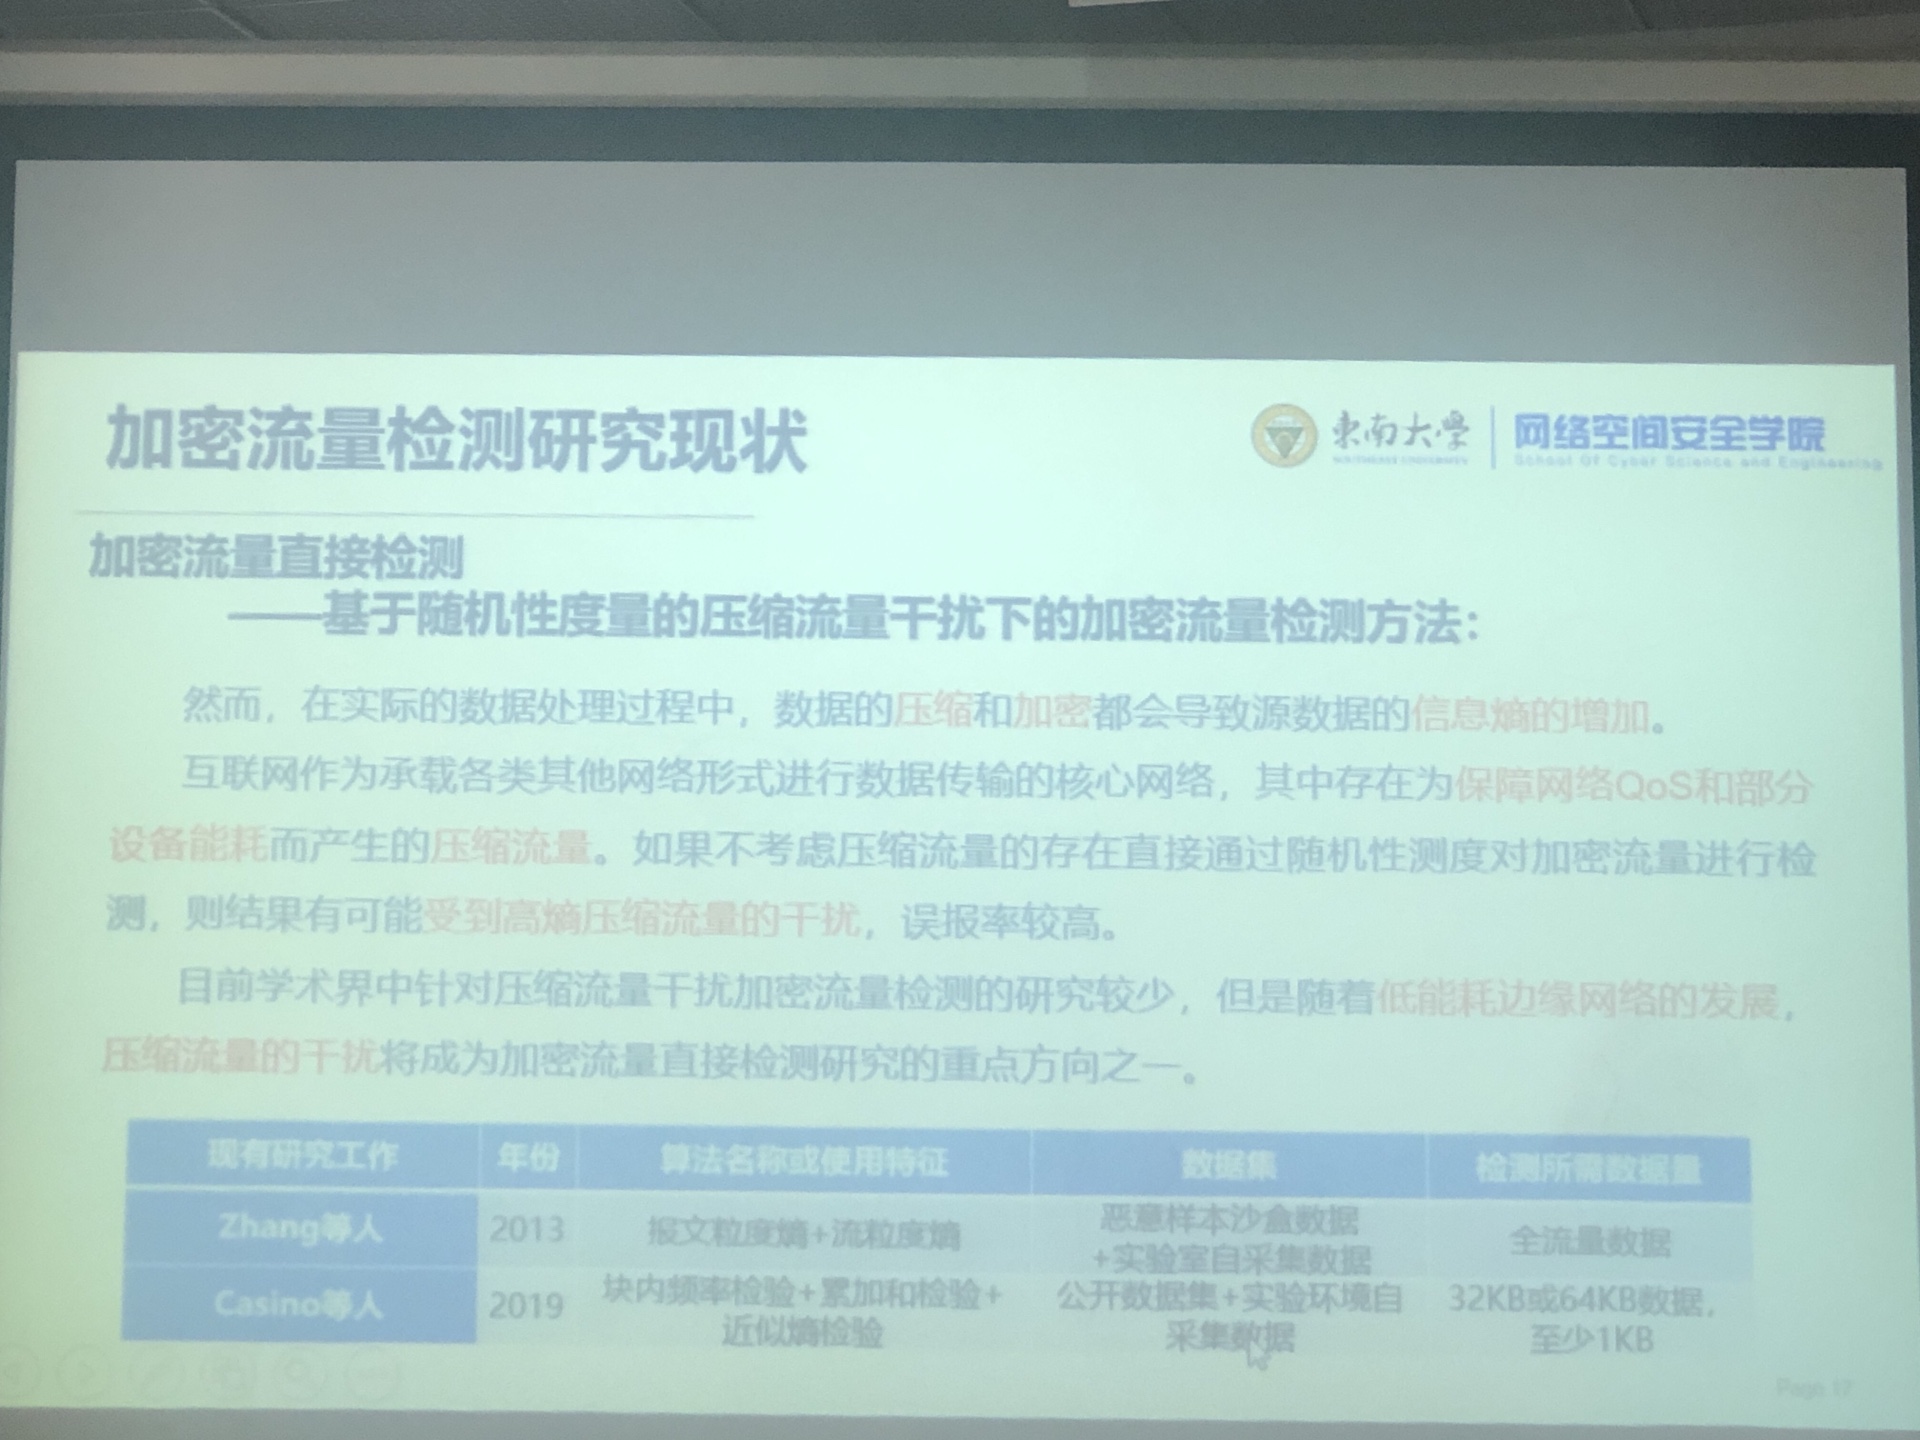 加密流量检测研究现状
东南大学
SOUTHEAST UNIVERSITY
网络空间安全学院
School Of Cyber Science and Engineering
加密流量直接检测
——基于随机性度量的压缩流量干扰下的加密流量检测方法：
然而，在实际的数据处理过程中，数据的压缩和加密都会导致源数据的信息熵的增加。
互联网作为承载各类其他网络形式进行数据传输的核心网络，其中存在为保障网络QoS和部分
设备能耗而产生的压缩流量。如果不考虑压缩流量的存在直接通过随机性测度对加密流量进行检
测，则结果有可能受到高熵压缩流量的干扰，误报率较高。
目前学术界中针对压缩流量干扰加密流量检测的研究较少，但是随着低能耗边缘网络的发展，
压缩流量的干扰将成为加密流量直接检测研究的重点方向之一。
现有研究工作 年份 算法名称或使用特征 数据集 检测所需数据量
Zhang等人 2013 报文粒度熵+流粒度熵 恶意样本沙盒数据
+实验室自采集数据 全流量数据
Casino等人 2019 块内频率检验+累加和检验+
近似熵检验 公开数据集+实验环境自
采集数据 32KB或64KB数据，
至少1KB
Page 17